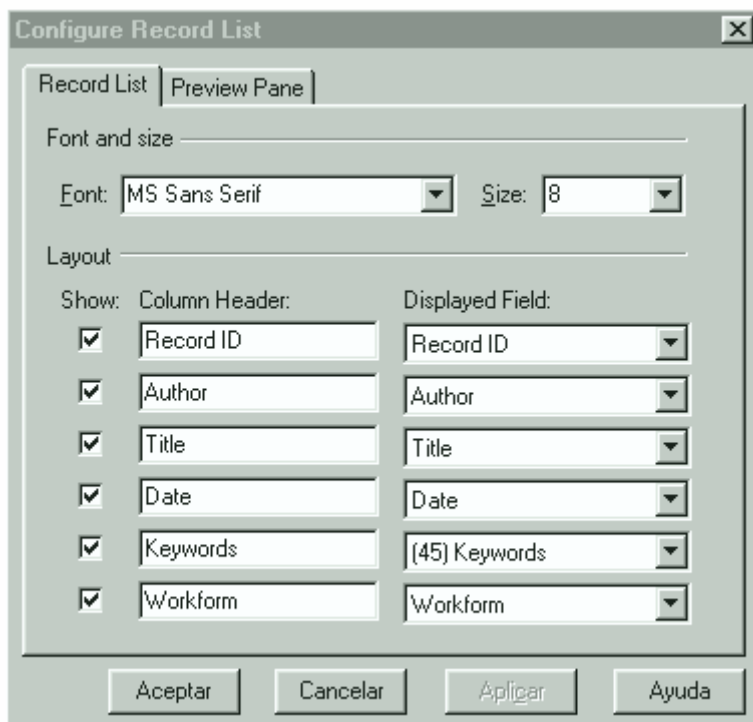 Configure Record List
Record List Preview Pane
Font and size
Font: MS Sans Serif Size: 8
Layout
Show: Column Header: Displayed Field:
Record ID Record ID
Author Author
Title Title
Date Date
Keywords (45) Keywords
Workform Workform
Aceptar Cancelar Aplicar Ayuda